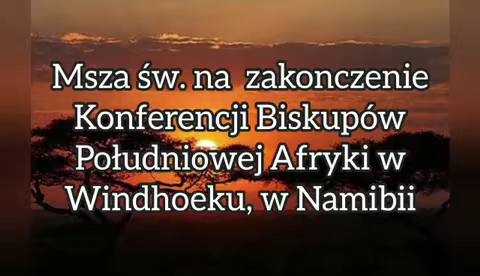 Msza św. na zakonczenie
Konferencji Biskupów
Południowej Afryki w
Windhoeku, w Namibii